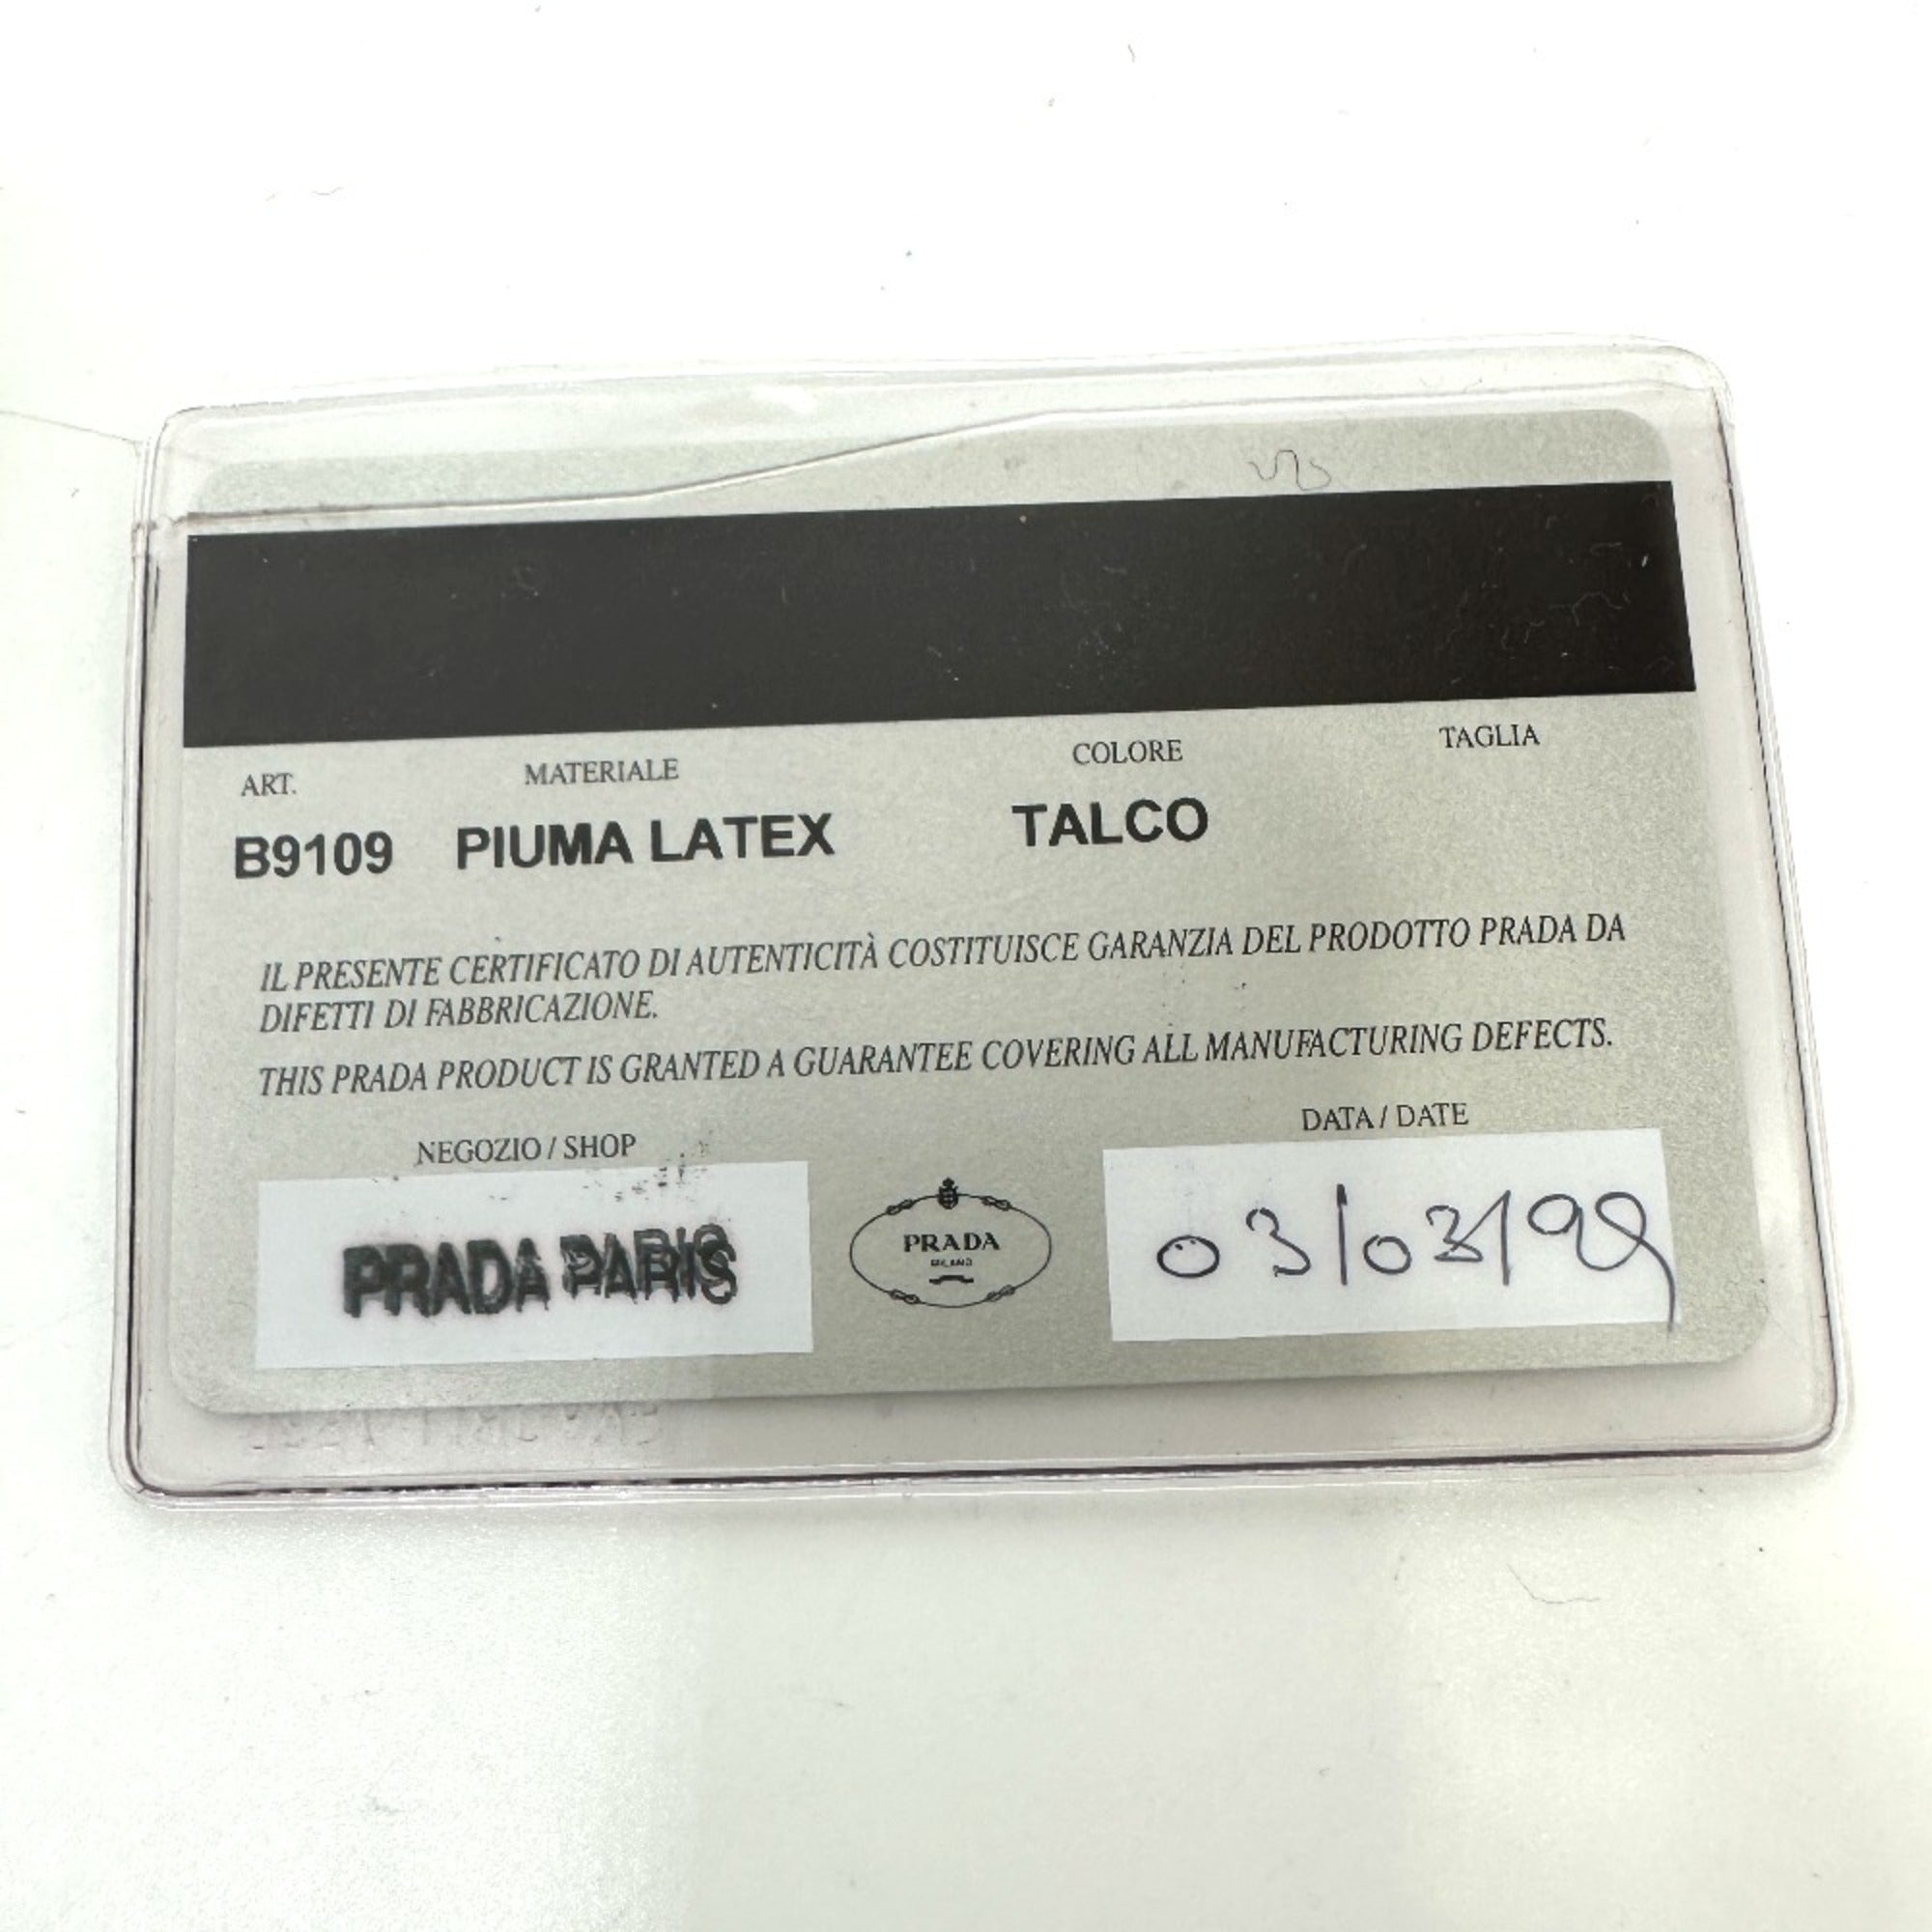 ART. MATERIALE COLORE TAGLIA
B9109 PIUMA LATEX TALCO
IL PRESENTE CERTIFICATO DI AUTENTICITÀ COSTITUISCE GARANZIA DEL PRODOTTO PRADA DA
DIFETTI DI FABBRICAZIONE.
THIS PRADA PRODUCT IS GRANTED A GUARANTEE COVERING ALL MANUFACTURING DEFECTS.
NEGOZIO / SHOP DATA / DATE
PRADA PARIS
PRADA
MILANO
03/03/99